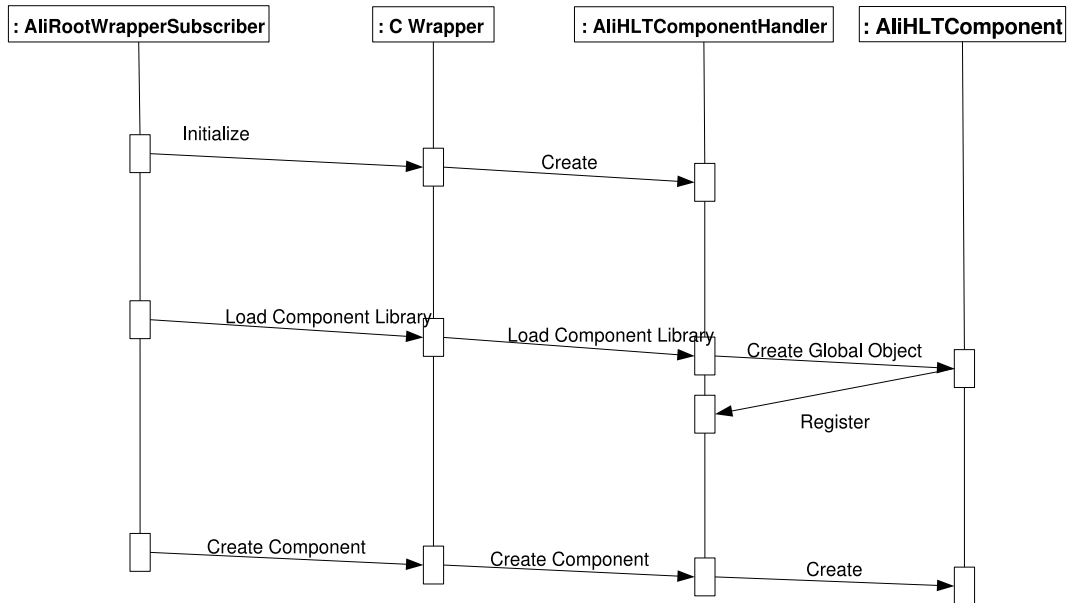 : AliRootWrapperSubscriber
: C Wrapper
: AliHLTComponentHandler
: AliHLTComponent
Initialize
Create
Load Component Library
Load Component Library
Create Global Object
Register
Create Component
Create Component
Create